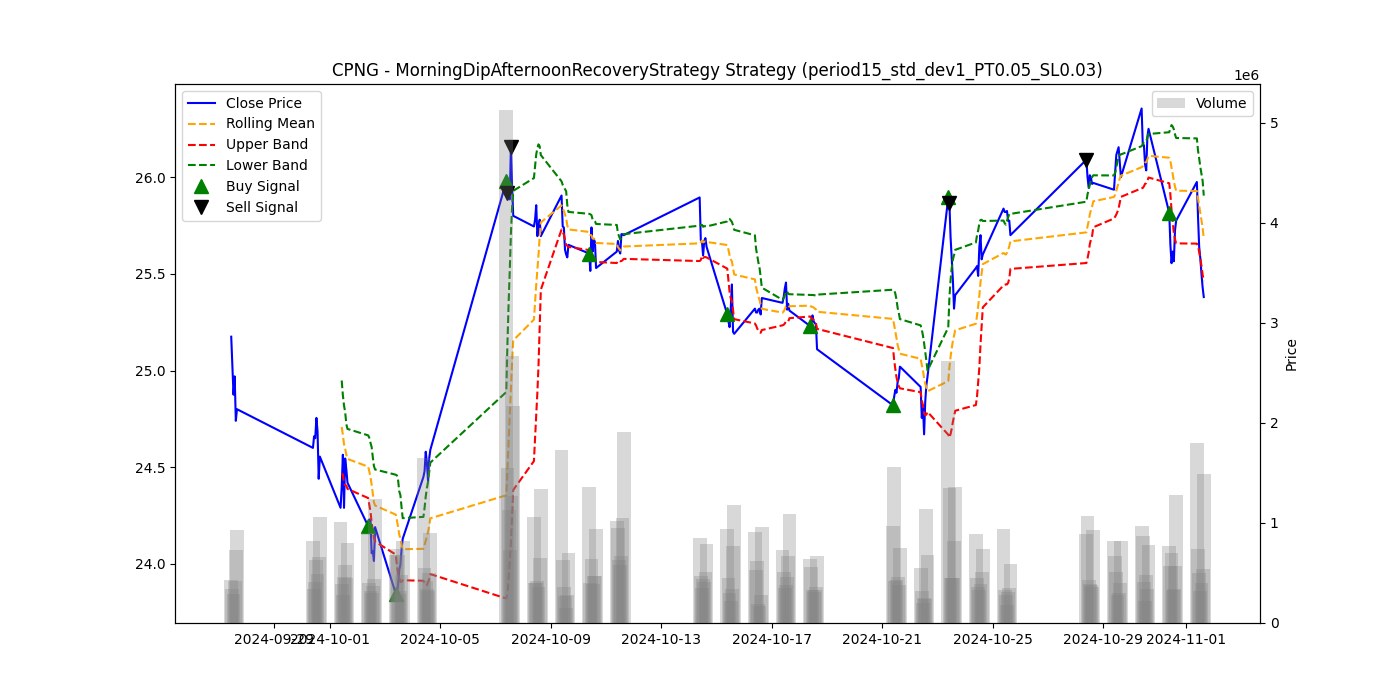 CPNG - MorningDipAfternoonRecoveryStrategy Strategy (period15_std_dev1_PT0.05_SL0.03)
1e6
Close Price
Rolling Mean
Upper Band
Lower Band
Buy Signal
Sell Signal
Volume
26.0
25.5
25.0
24.5
24.0
5
4
3
2
1
0
Price
2024-09-29 2024-10-01 2024-10-05 2024-10-09 2024-10-13 2024-10-17 2024-10-21 2024-10-25 2024-10-29 2024-11-01